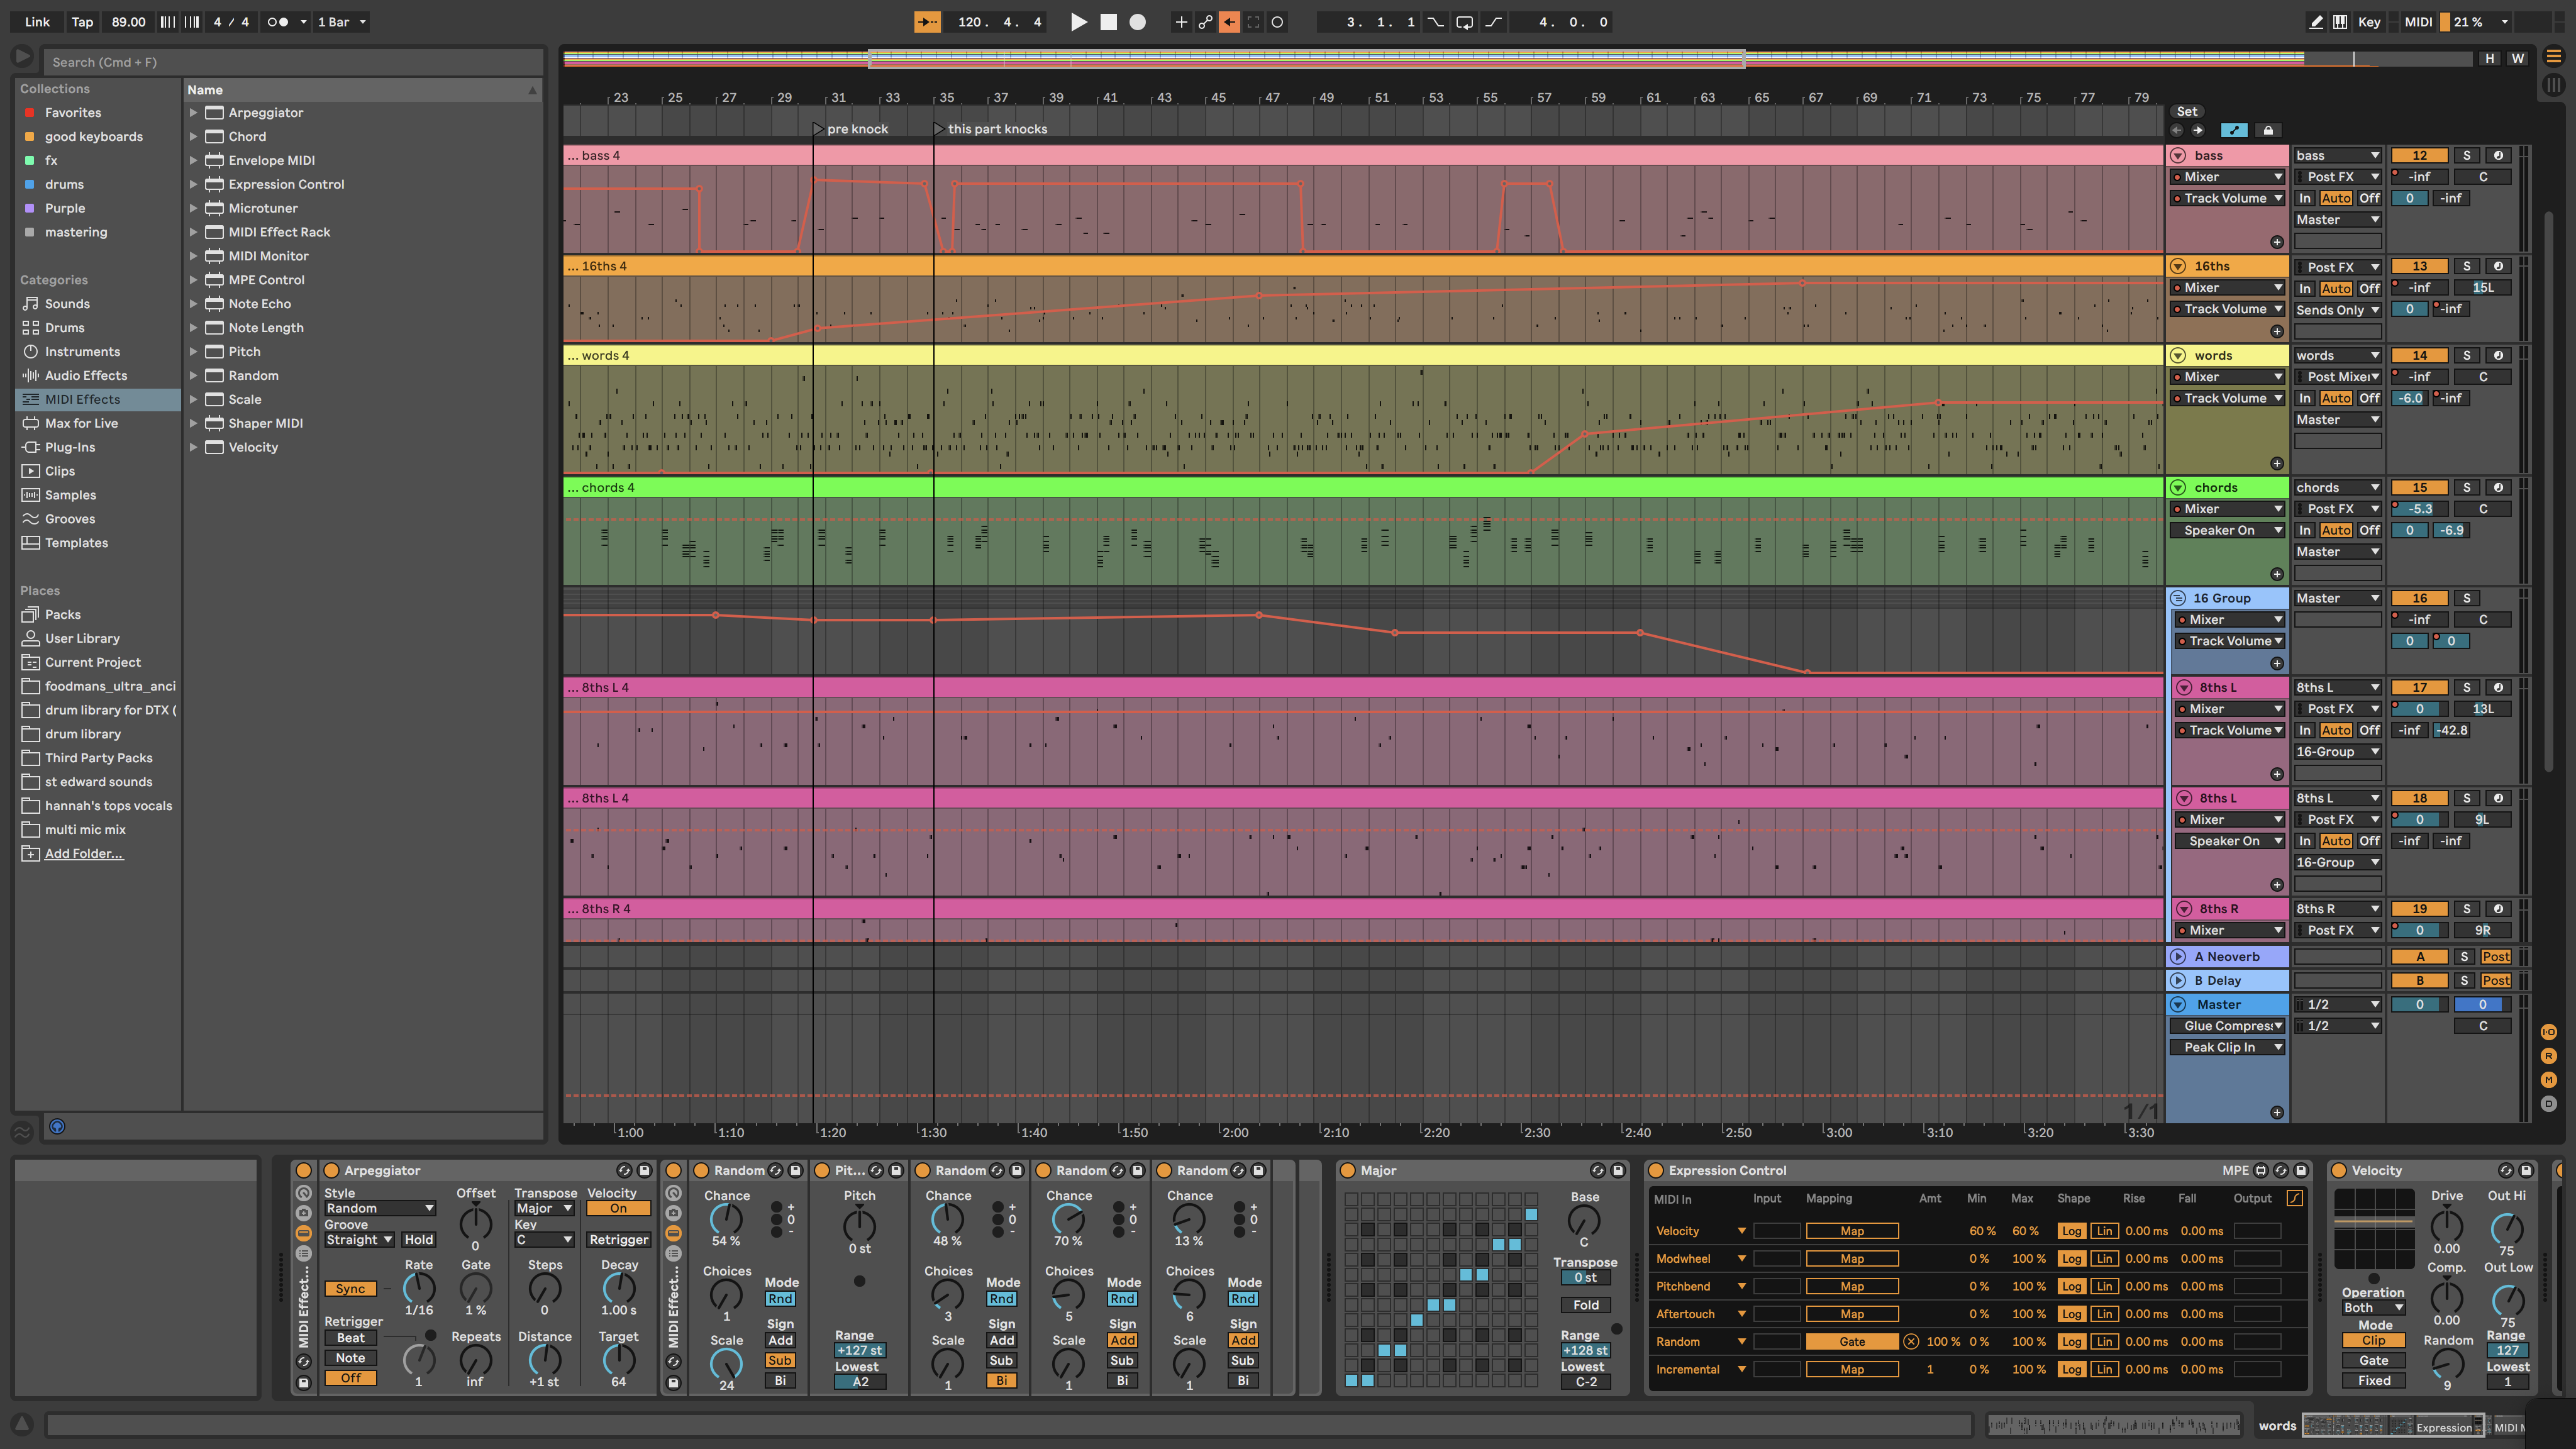 Link Tap 89.00 4 / 4 1 Bar 120 . 4 . 4 3 . 1 . 1 4 . 0 . 0 Key MIDI 21 %
Search (Cmd + F)
H W
Collections
Favorites
good keyboards
fx
drums
Purple
mastering
Categories
Sounds
Drums
Instruments
Audio Effects
MIDI Effects
Max for Live
Plug-Ins
Clips
Samples
Grooves
Templates
Places
Packs
User Library
Current Project
foodmans_ultra_anci
drum library for DTX (
drum library
Third Party Packs
st edward sounds
hannah's tops vocals
multi mic mix
Add Folder...
Name
Arpeggiator
Chord
Envelope MIDI
Expression Control
Microtuner
MIDI Effect Rack
MIDI Monitor
MPE Control
Note Echo
Note Length
Pitch
Random
Scale
Shaper MIDI
Velocity
23 25 27 29 31 33 35 37 39 41 43 45 47 49 51 53 55 57 59 61 63 65 67 69 71 73 75 77 79
Set
pre knock this part knocks
... bass 4
bass bass 12 S
Mixer Post FX -inf C
Track Volume In Auto Off 0 -inf
Master
... 16ths 4
16ths Post FX 13 S
Mixer In Auto Off -inf 15L
Track Volume Sends Only 0 -inf
... words 4
words words 14 S
Mixer Post Mixer -inf C
Track Volume In Auto Off -6.0 -inf
Master
... chords 4
chords chords 15 S
Mixer Post FX -5.3 C
Speaker On In Auto Off 0 -6.9
Master
16 Group Master 16 S
Mixer -inf C
Track Volume 0 0
... 8ths L 4
8ths L 8ths L 17 S
Mixer Post FX 0 13L
Track Volume In Auto Off -inf -42.8
16-Group
... 8ths L 4
8ths L 8ths L 18 S
Mixer Post FX 0 9L
Speaker On In Auto Off -inf -inf
16-Group
... 8ths R 4
8ths R 8ths R 19 S
Mixer Post FX 0 9R
A Neoverb A S Post
B Delay B S Post
Master 1/2 0 0
Glue Compress 1/2 C
Peak Clip In
1/1
1:00 1:10 1:20 1:30 1:40 1:50 2:00 2:10 2:20 2:30 2:40 2:50 3:00 3:10 3:20 3:30
I·O
R
M
D
MIDI Effect...
Arpeggiator
Style Offset Transpose Velocity
Random Major On
Groove Key
Straight Hold 0 C Retrigger
Rate Gate Steps Decay
Sync 1/16 1 % 0 1.00 s
Retrigger
Beat Repeats Distance Target
Note
Off 1 inf +1 st 64
MIDI Effect...
Random
Chance
54 %
+
0
-
Choices
1
Mode
Rnd
Sign
Scale
24
Add
Sub
Bi
Pit...
Pitch
0 st
Range
+127 st
Lowest
A2
Random
Chance
48 %
+
0
-
Choices
3
Mode
Rnd
Sign
Scale
1
Add
Sub
Bi
Random
Chance
70 %
+
0
-
Choices
5
Mode
Rnd
Sign
Scale
1
Add
Sub
Bi
Random
Chance
13 %
+
0
-
Choices
6
Mode
Rnd
Sign
Scale
1
Add
Sub
Bi
Major
Base
C
Transpose
0 st
Fold
Range
+128 st
Lowest
C-2
Expression Control MPE
MIDI In Input Mapping Amt Min Max Shape Rise Fall Output
Velocity Map 60 % 60 % Log Lin 0.00 ms 0.00 ms
Modwheel Map 0 % 100 % Log Lin 0.00 ms 0.00 ms
Pitchbend Map 0 % 100 % Log Lin 0.00 ms 0.00 ms
Aftertouch Map 0 % 100 % Log Lin 0.00 ms 0.00 ms
Random Gate 100 % 0 % 100 % Log Lin 0.00 ms 0.00 ms
Incremental Map 1 0 % 100 % Log Lin 0.00 ms 0.00 ms
Velocity
Drive Out Hi
0.00 75
Comp. Out Low
Operation
Both 0.00 75
Mode Random Range
Clip 127
Gate Lowest
Fixed 9 1
words Expression MIDI